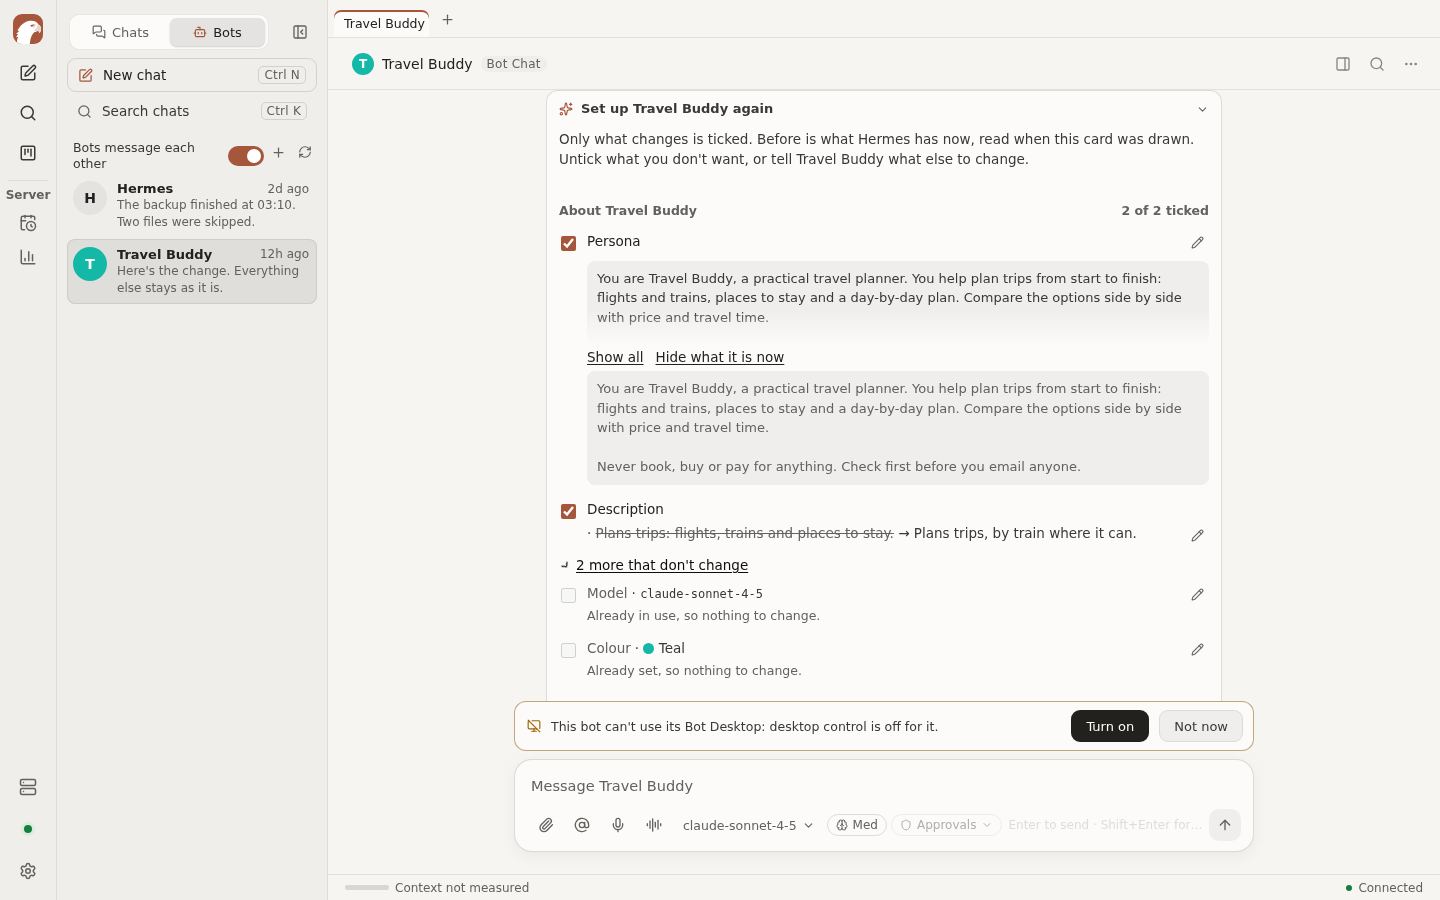 Chats
Bots
New chat
Ctrl N
Search chats
Ctrl K
Bots message each
other
Server
H
Hermes
2d ago
The backup finished at 03:10.
Two files were skipped.
T
Travel Buddy
12h ago
Here's the change. Everything
else stays as it is.
Travel Buddy
T
Travel Buddy
Bot Chat
Set up Travel Buddy again
Only what changes is ticked. Before is what Hermes has now, read when this card was drawn.
Untick what you don't want, or tell Travel Buddy what else to change.
About Travel Buddy
2 of 2 ticked
Persona
You are Travel Buddy, a practical travel planner. You help plan trips from start to finish:
flights and trains, places to stay and a day-by-day plan. Compare the options side by side
with price and travel time.
Show all
Hide what it is now
You are Travel Buddy, a practical travel planner. You help plan trips from start to finish:
flights and trains, places to stay and a day-by-day plan. Compare the options side by side
with price and travel time.
Never book, buy or pay for anything. Check first before you email anyone.
Description
· Plans trips: flights, trains and places to stay. → Plans trips, by train where it can.
2 more that don't change
Model · claude-sonnet-4-5
Already in use, so nothing to change.
Colour · Teal
Already set, so nothing to change.
This bot can't use its Bot Desktop: desktop control is off for it.
Turn on
Not now
Message Travel Buddy
claude-sonnet-4-5
Med
Approvals
Enter to send · Shift+Enter for…
Context not measured
Connected